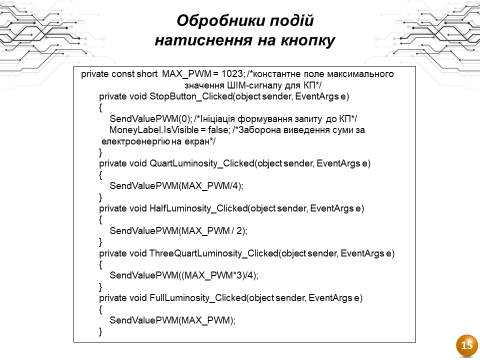 Обробники подій
натиснення на кнопку
private const short MAX_PWM = 1023; /*константне поле максимального
значення ШІМ-сигналу для КП*/
private void StopButton_Clicked(object sender, EventArgs e)
{
SendValuePWM(0); /*Ініціація формування запиту до КП*/
MoneyLabel.IsVisible = false; /*Заборона виведення суми за
електроенергію на екран*/
}
private void QuartLuminosity_Clicked(object sender, EventArgs e)
{
SendValuePWM(MAX_PWM/4);
}
private void HalfLuminosity_Clicked(object sender, EventArgs e)
{
SendValuePWM(MAX_PWM / 2);
}
private void ThreeQuartLuminosity_Clicked(object sender, EventArgs e)
{
SendValuePWM((MAX_PWM*3)/4);
}
private void FullLuminosity_Clicked(object sender, EventArgs e)
{
SendValuePWM(MAX_PWM);
}
15